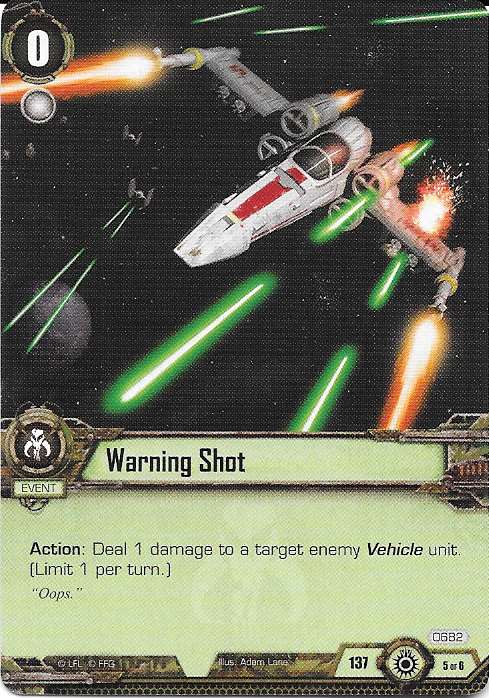 0
Warning Shot
EVENT
Action: Deal 1 damage to a target enemy Vehicle unit.
(Limit 1 per turn.)
"Oops."
0682
© LFL © FFG
Illus. Adam Lane
137
5 of 6